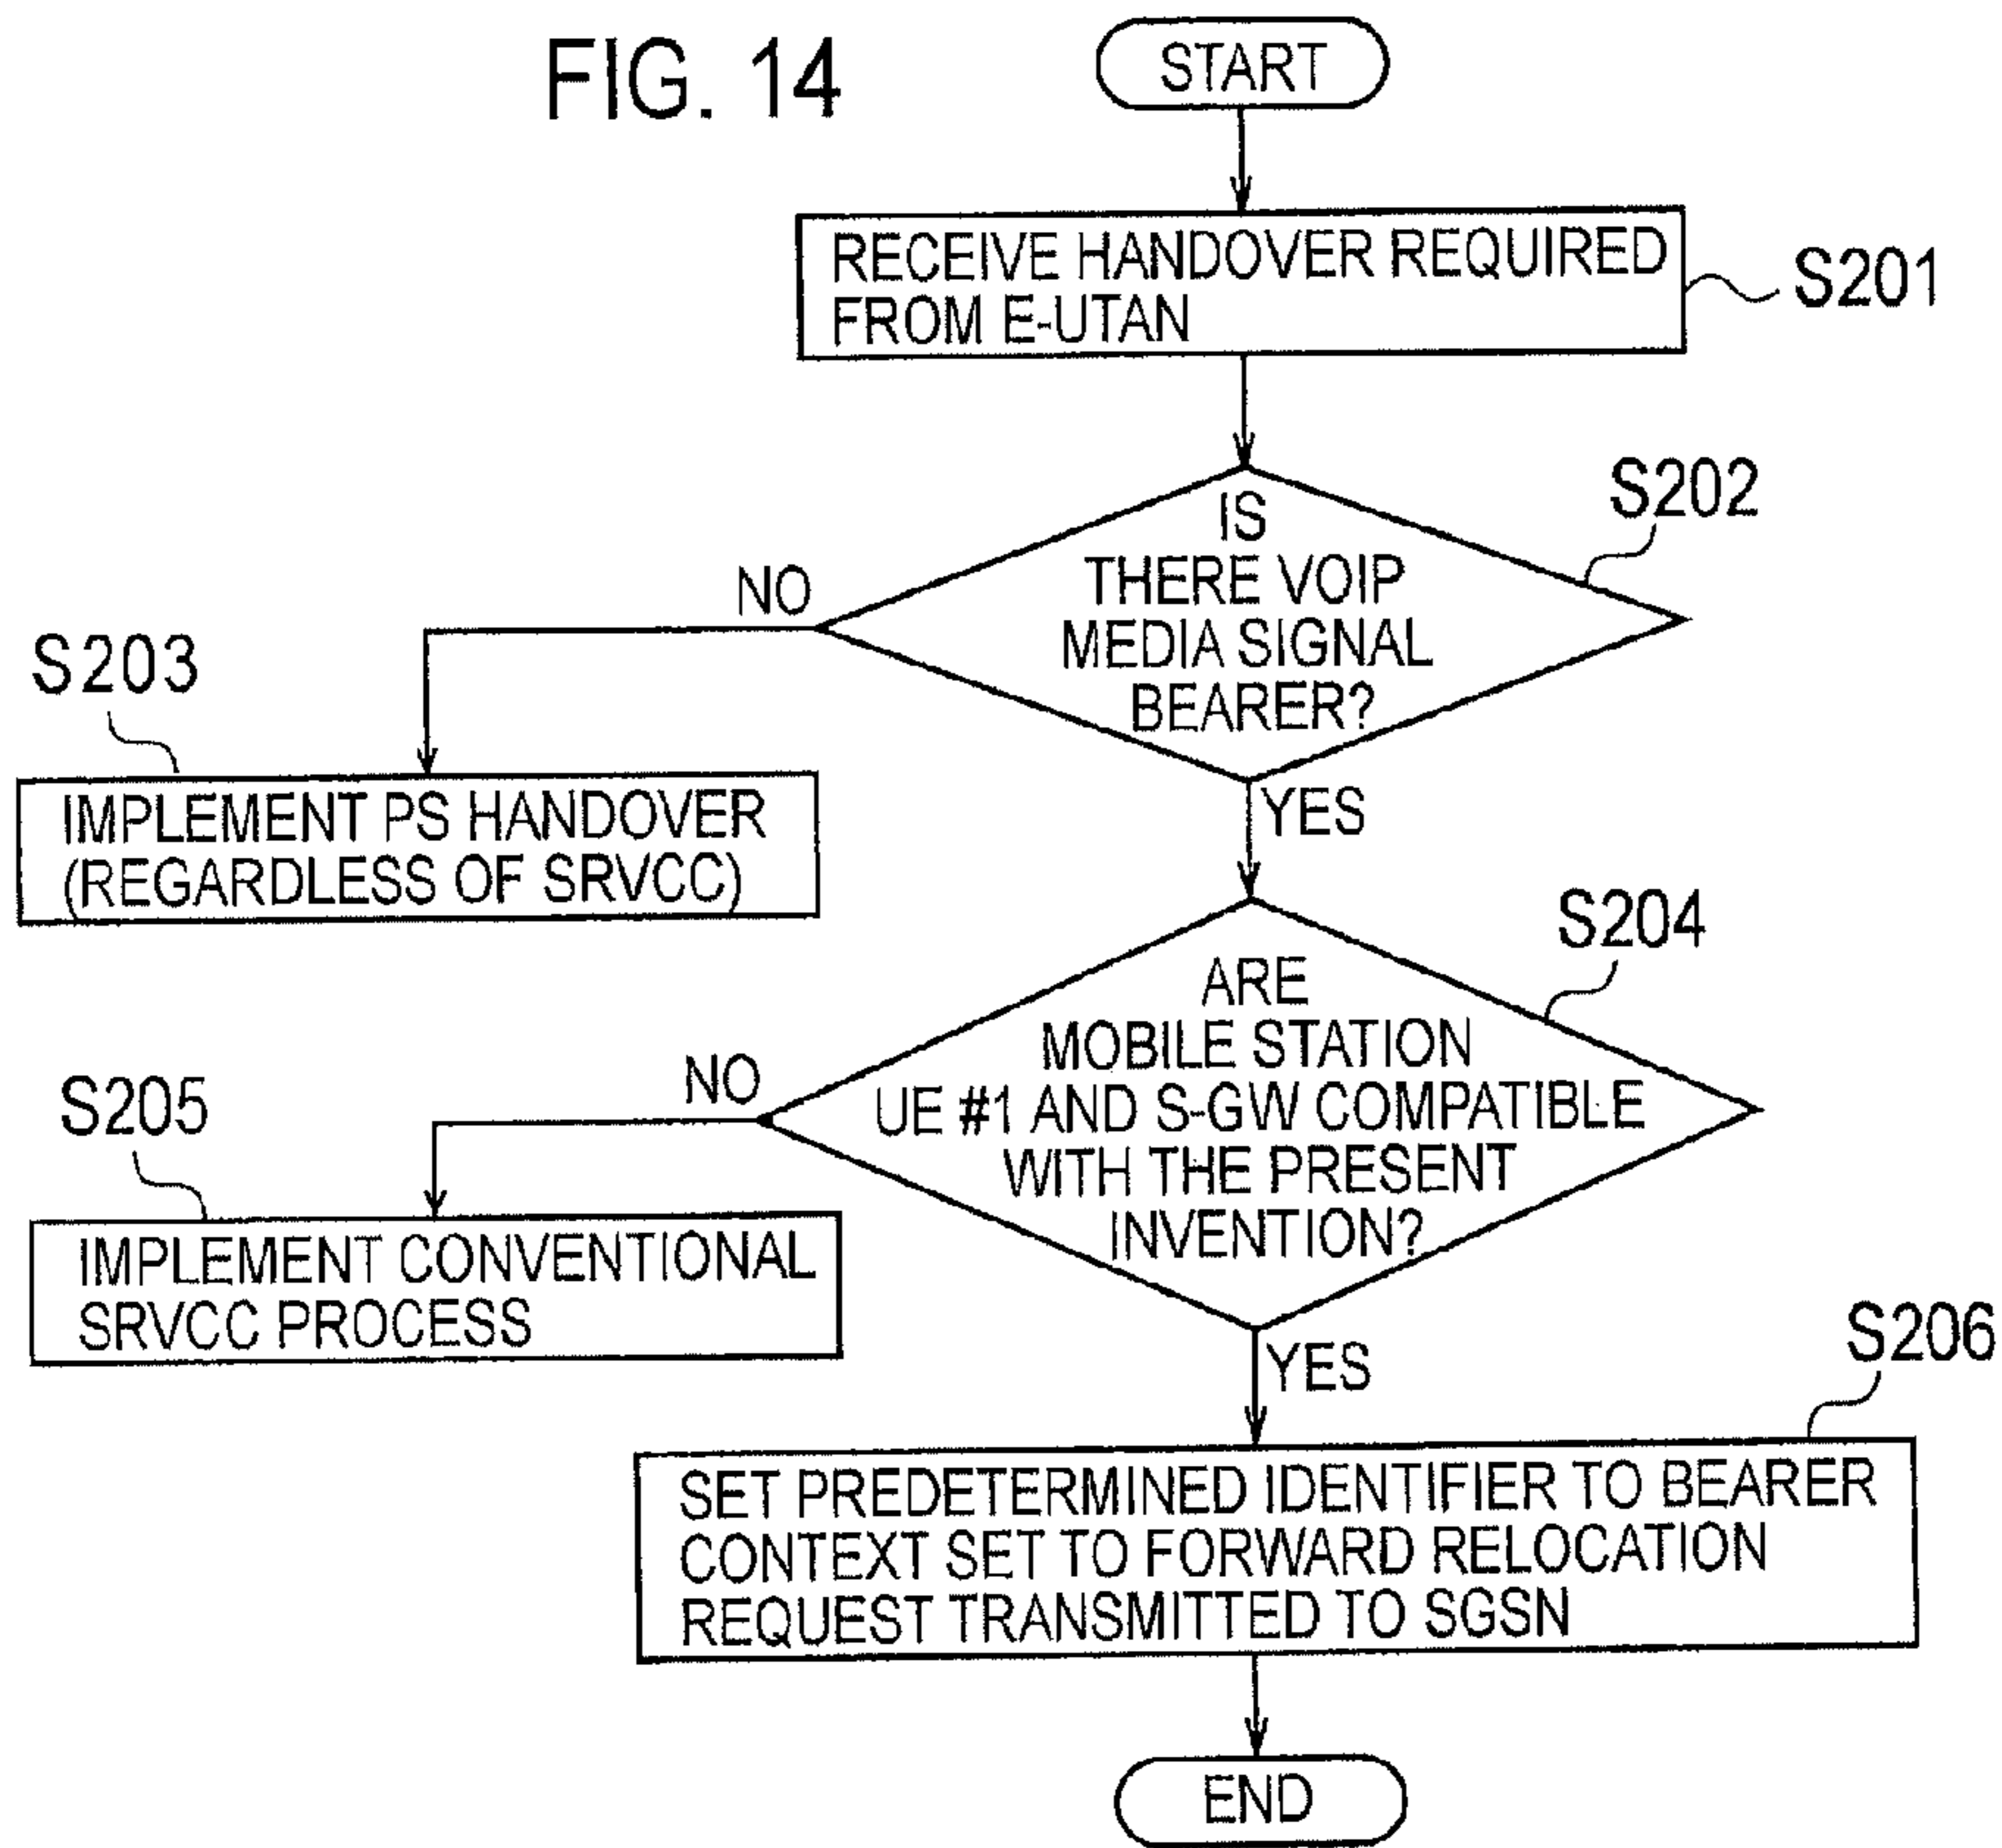 FIG. 14
START
RECEIVE HANDOVER REQUIRED
FROM E-UTAN
S201
IS
THERE VOIP
MEDIA SIGNAL
BEARER?
S202
NO
YES
S203
IMPLEMENT PS HANDOVER
(REGARDLESS OF SRVCC)
ARE
MOBILE STATION
UE #1 AND S-GW COMPATIBLE
WITH THE PRESENT
INVENTION?
S204
NO
YES
S205
IMPLEMENT CONVENTIONAL
SRVCC PROCESS
S206
SET PREDETERMINED IDENTIFIER TO BEARER
CONTEXT SET TO FORWARD RELOCATION
REQUEST TRANSMITTED TO SGSN
END